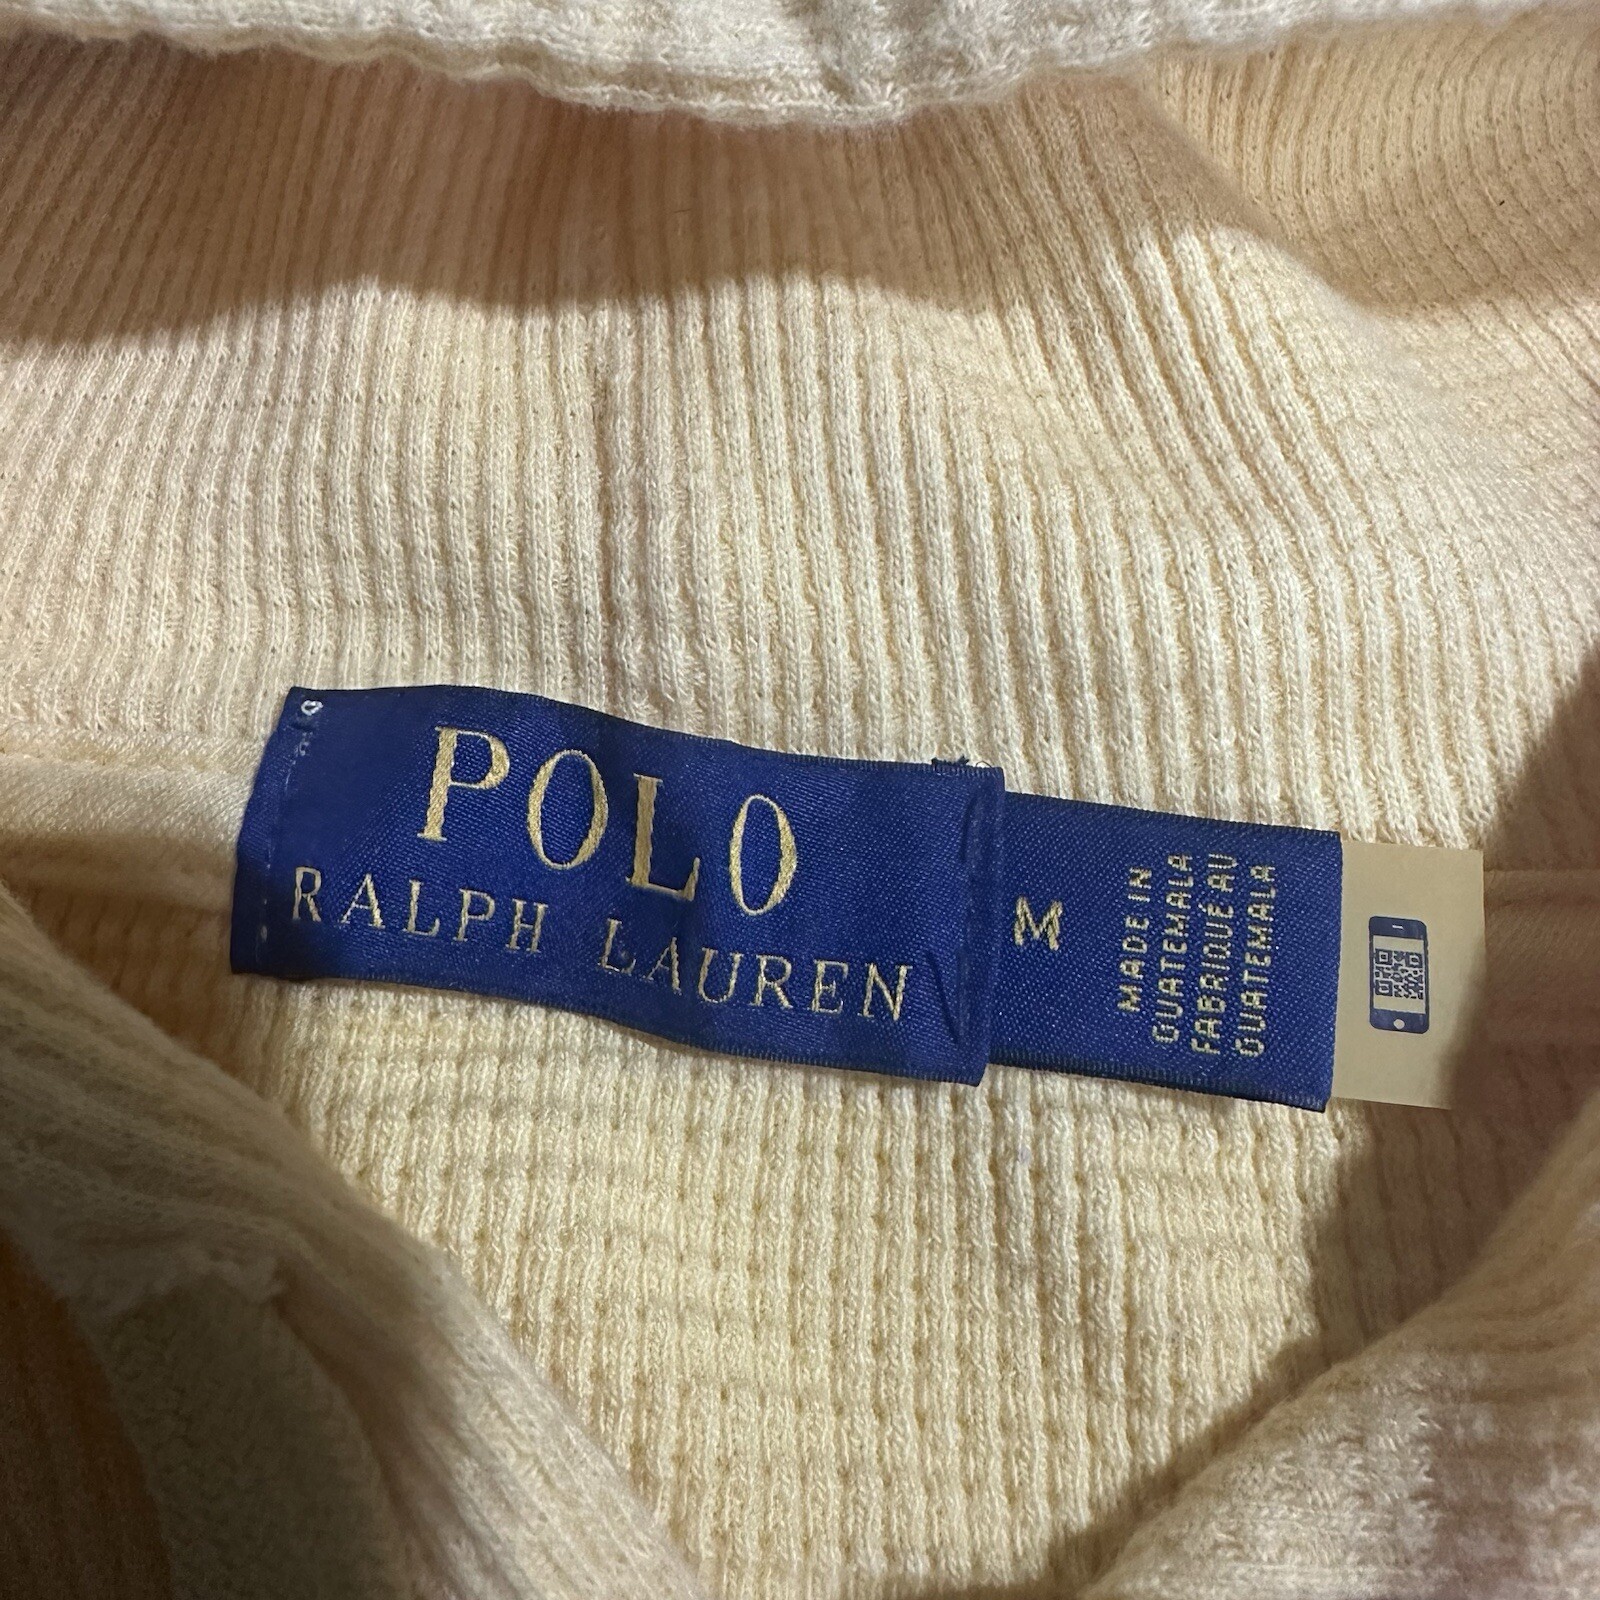 POLO
RALPH LAUREN
M
MADE IN
GUATEMALA
FABRIQUÉ AU
GUATEMALA